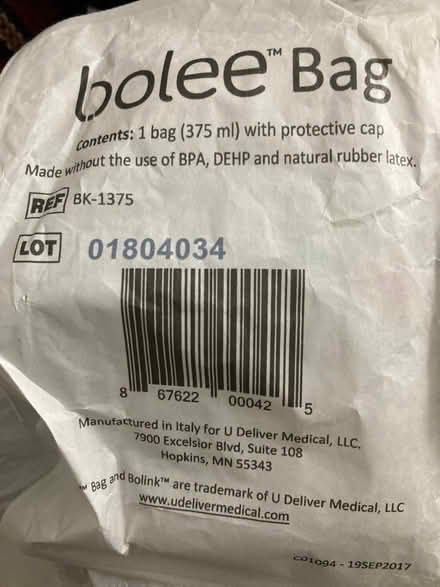 bolee™ Bag
Contents: 1 bag (375 ml) with protective cap
Made without the use of BPA, DEHP and natural rubber latex.
REF BK-1375
LOT 01804034
8 67622 00042 5
Manufactured in Italy for U Deliver Medical, LLC.
7900 Excelsior Blvd, Suite 108
Hopkins, MN 55343
™ Bag and Bolink™ are trademark of U Deliver Medical, LLC
www.udelivermedical.com
C01094 - 19SEP2017